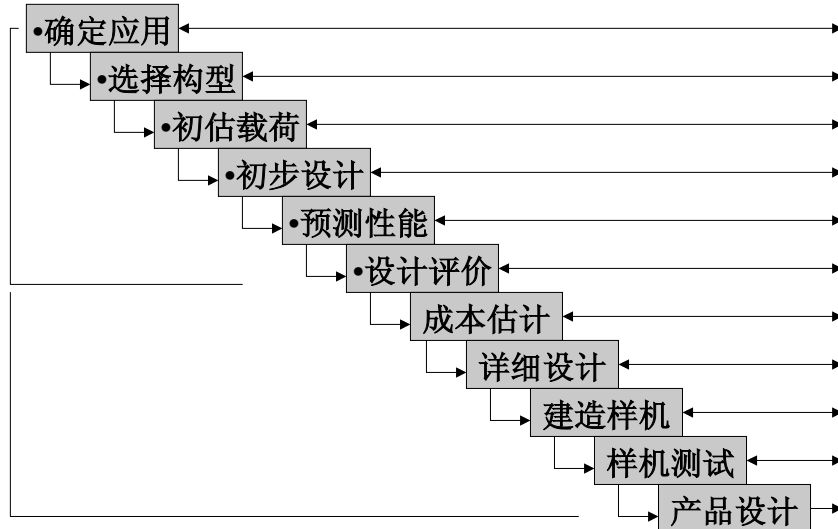 •确定应用
•选择构型
•初估载荷
•初步设计
•预测性能
•设计评价
成本估计
详细设计
建造样机
样机测试
产品设计